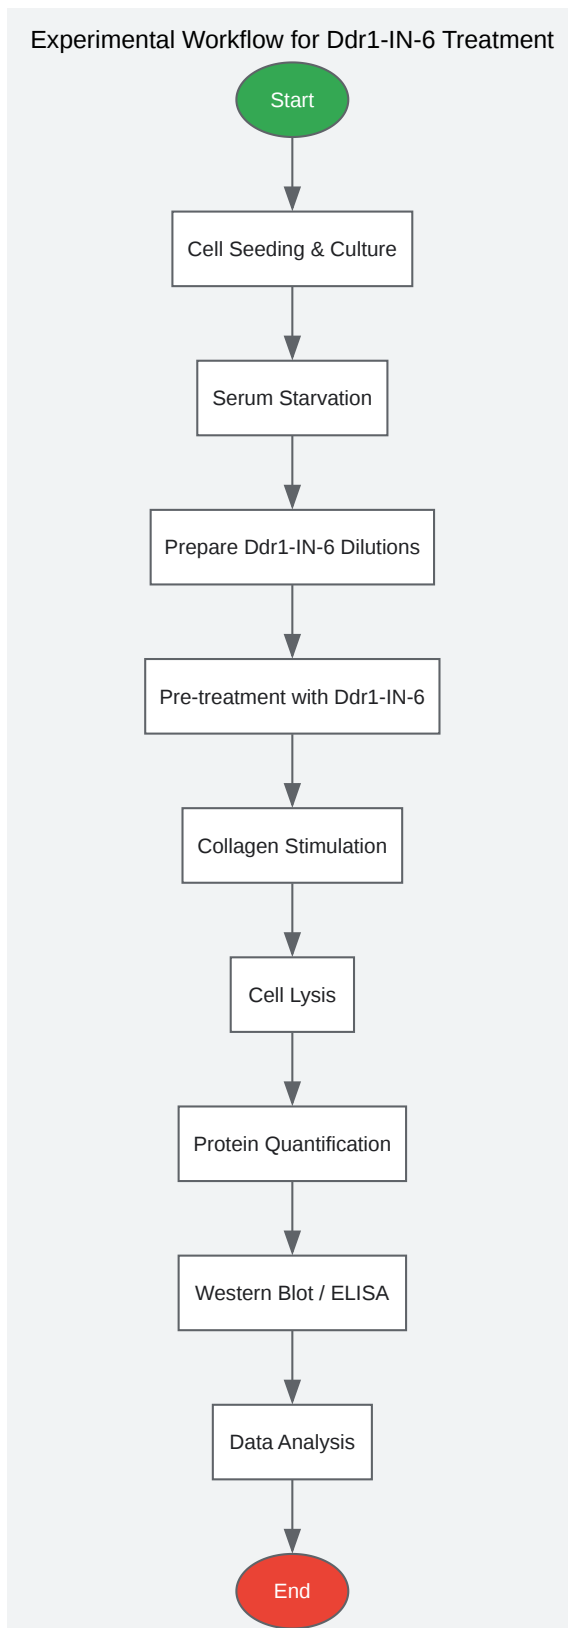 Experimental Workflow for Ddr1-IN-6 Treatment
Start
Cell Seeding & Culture
Serum Starvation
Prepare Ddr1-IN-6 Dilutions
Pre-treatment with Ddr1-IN-6
Collagen Stimulation
Cell Lysis
Protein Quantification
Western Blot / ELISA
Data Analysis
End